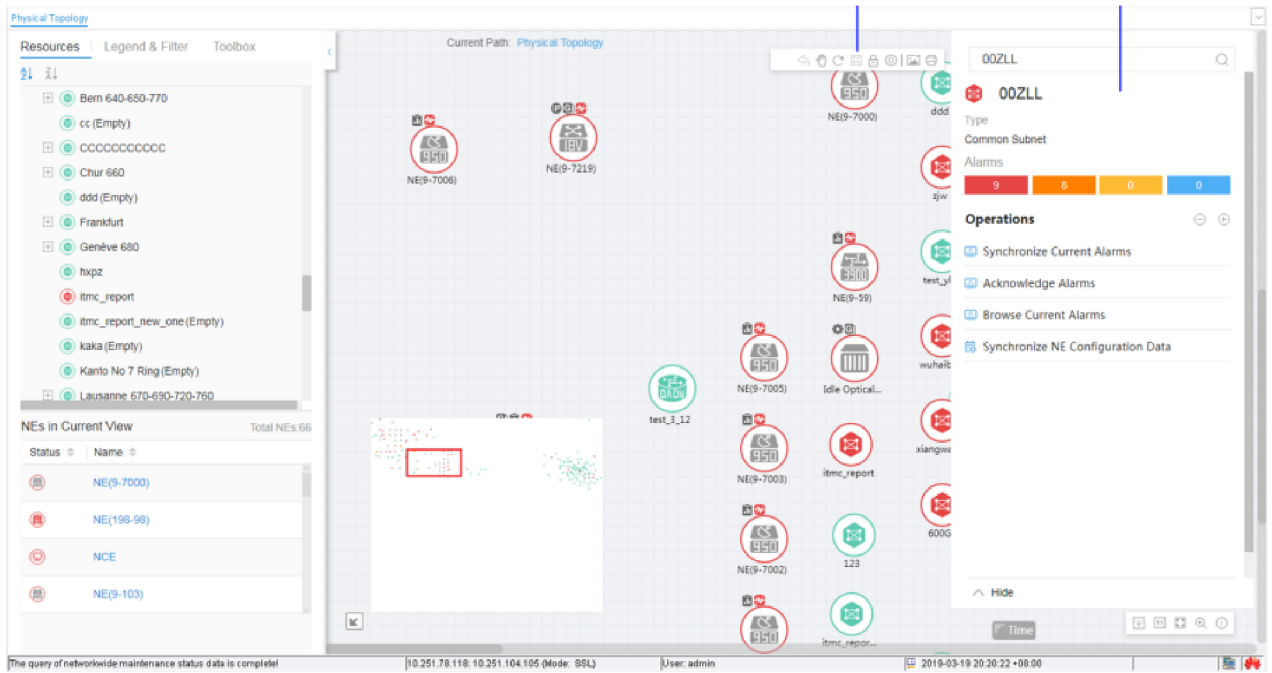 Physical Topology
Resources
Legend & Filter
Toolbox
Bern 640-650-770
cc (Empty)
CCCCCCCCCCC
Chur 660
ddd (Empty)
Frankfurt
Genève 680
hxpz
itmc_report
itmc_report_new_one(Empty)
kaka (Empty)
Kanto No 7 Ring(Empty)
Lausanne 670-690-720-760
NEs in Current View
Total NEs:66
Status
Name
NE(9-7000)
NE(198-98)
NCE
NE(9-103)
Current Path: Physical Topology
950
NE(9-7006)
NE(9-7219)
950
NE(9-7000)
ddd
zjw
3900
NE(9-59)
test_yl
950
NE(9-7005)
Idle Optical...
wuhaib
test_3_12
950
NE(9-7003)
itmc_report
xiangwa
950
NE(9-7002)
123
600G
950
itmc_repor...
00ZLL
00ZLL
Type
Common Subnet
Alarms
9
8
0
0
Operations
Synchronize Current Alarms
Acknowledge Alarms
Browse Current Alarms
Synchronize NE Configuration Data
Hide
Time
The query of networkwide maintenance status data is complete!
10.251.78.118: 10.251.104.105 (Mode: SSL)
User: admin
2019-03-19 20:20:22 +08:00